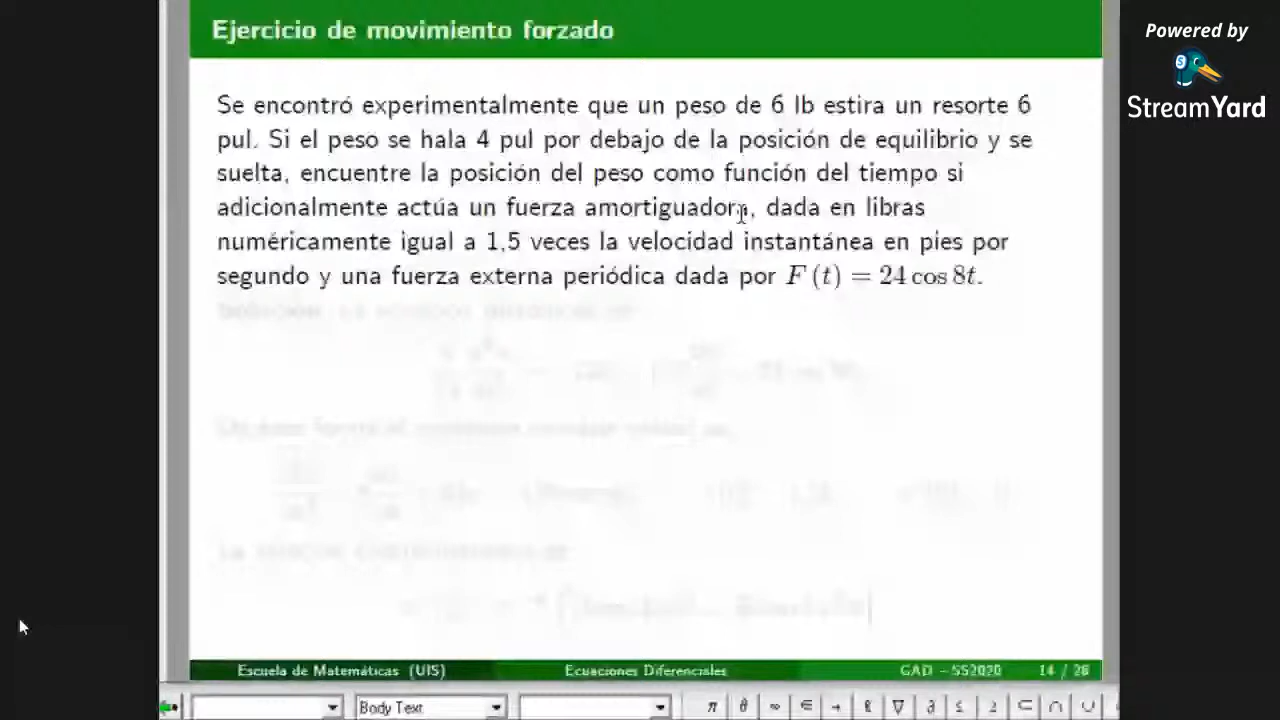 Ejercicio de movimiento forzado
Powered by
StreamYard
Se encontró experimentalmente que un peso de 6 lb estira un resorte 6
pul. Si el peso se hala 4 pul por debajo de la posición de equilibrio y se
suelta, encuentre la posición del peso como función del tiempo si
adicionalmente actúa un fuerza amortiguadora, dada en libras
numéricamente igual a 1,5 veces la velocidad instantánea en pies por
segundo y una fuerza externa periódica dada por F (t) = 24 cos 8t.
Escuela de Matemáticas (UIS) Ecuaciones Diferenciales GAD – SS2020 14 / 28
Body Text